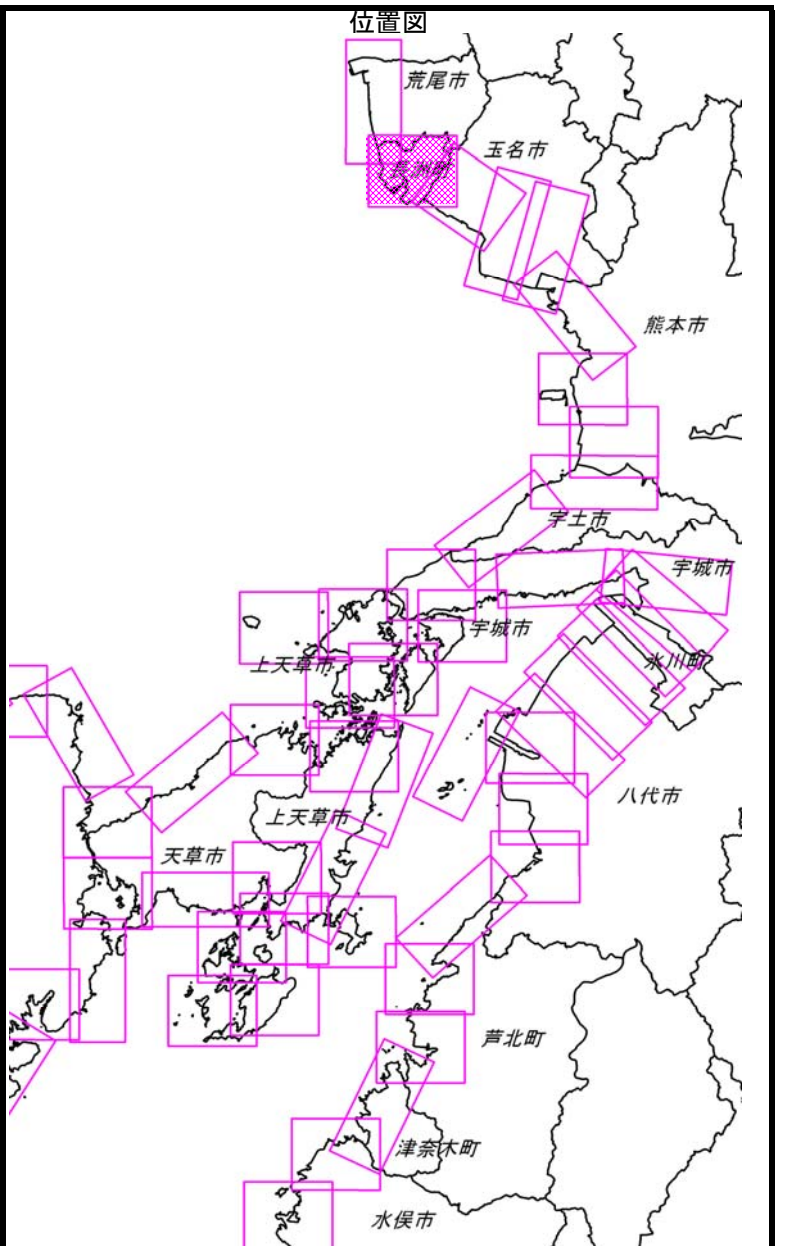 位置図
荒尾市
玉名市
長洲町
熊本市
宇土市
宇城市
宇城市
上天草市
氷川町
八代市
上天草市
天草市
芦北町
津奈木町
水俣市